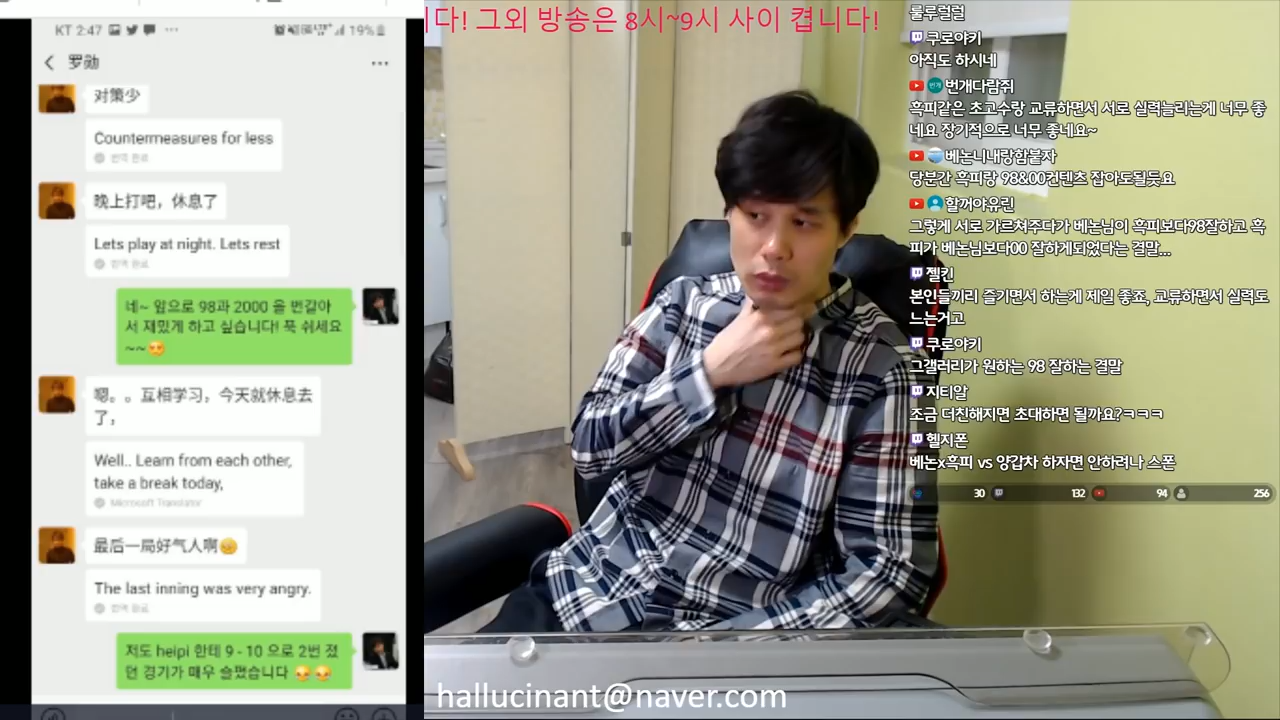 KT 2:47
19%
罗勋
对策少
Countermeasures for less
번역 완료
晚上打吧，休息了
Lets play at night. Lets rest
번역 완료
네~ 앞으로 98과 2000 을 번갈아
서 재밌게 하고 싶습니다! 푹 쉬세요
~~
嗯。。互相学习，今天就休息去
了，
Well.. Learn from each other,
take a break today,
Microsoft Translator
最后一局好气人啊
The last inning was very angry.
번역 완료
저도 heipi 한테 9 - 10 으로 2번 졌
던 경기가 매우 슬펐습니다
니다! 그외 방송은 8시~9시 사이 켭니다!
hallucinant@naver.com
룰루럴럴
쿠로야키
아직도 하시네
번개
번개다람쥐
흑피같은 초고수랑 교류하면서 서로 실력늘리는게 너무 좋
네요 장기적으로 너무 좋네요~
베논니내랑함붙자
당분간 흑피랑 98&00컨텐츠 잡아도될듯요
할꺼야유린
그렇게 서로 가르쳐주다가 베논님이 흑피보다98잘하고 흑
피가 베논님보다00 잘하게되었다는 결말...
젤킨
본인들끼리 즐기면서 하는게 제일 좋죠, 교류하면서 실력도
느는거고
쿠로야키
그갤러리가 원하는 98 잘하는 결말
지티알
조금 더친해지면 초대하면 될까요?ㅋㅋㅋ
헬지폰
베논x흑피 vs 양갑차 하자면 안하려나 스폰
30 132 94 256